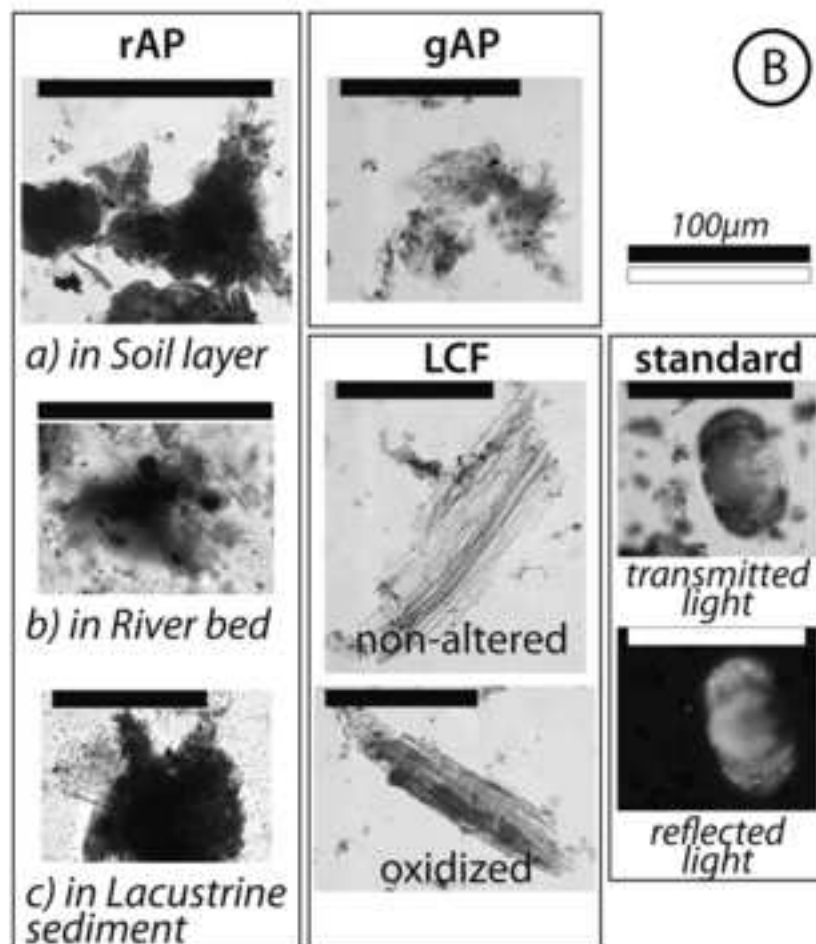 rAP
a) in Soil layer
b) in River bed
c) in Lacustrine
sediment
gAP
LCF
non-altered
oxidized
B
100µm
standard
transmitted
light
reflected
light